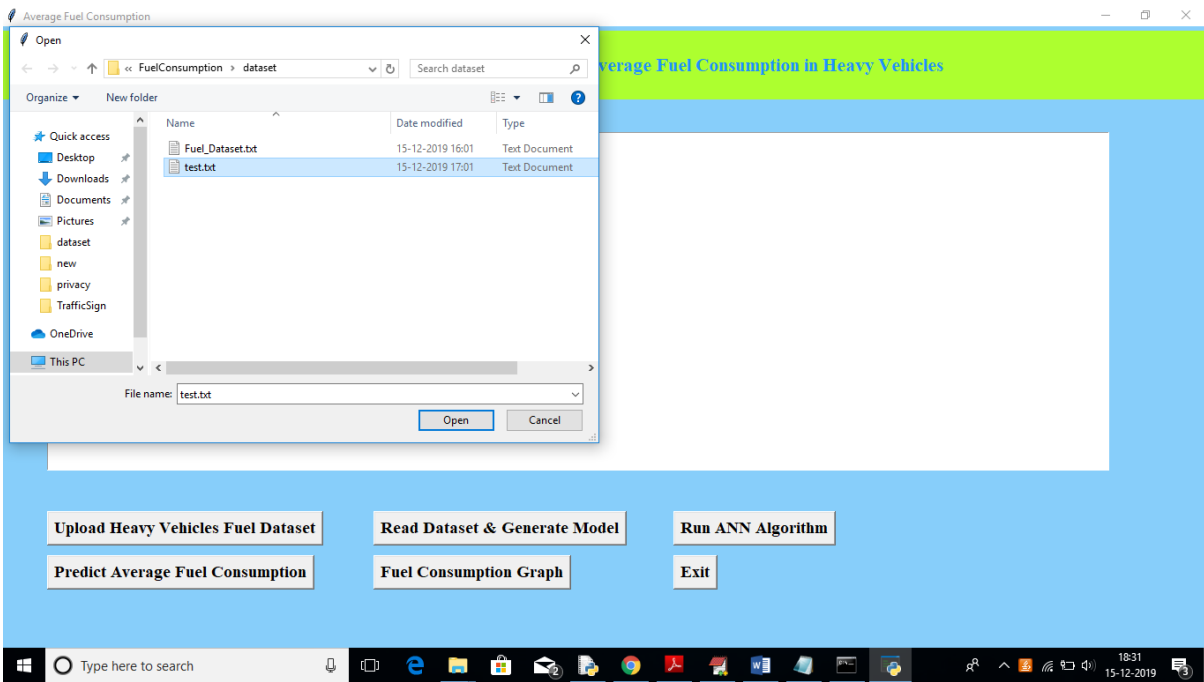 Average Fuel Consumption
Open
verage Fuel Consumption in Heavy Vehicles
« FuelConsumption › dataset
Search dataset
Organize
New folder
Name
Date modified
Type
Fuel_Dataset.txt 15-12-2019 16:01 Text Document
test.txt 15-12-2019 17:01 Text Document
Quick access
Desktop
Downloads
Documents
Pictures
dataset
new
privacy
TrafficSign
OneDrive
This PC
File name: test.txt
Open
Cancel
Upload Heavy Vehicles Fuel Dataset
Read Dataset & Generate Model
Run ANN Algorithm
Predict Average Fuel Consumption
Fuel Consumption Graph
Exit
Type here to search
2
18:31
15-12-2019
3